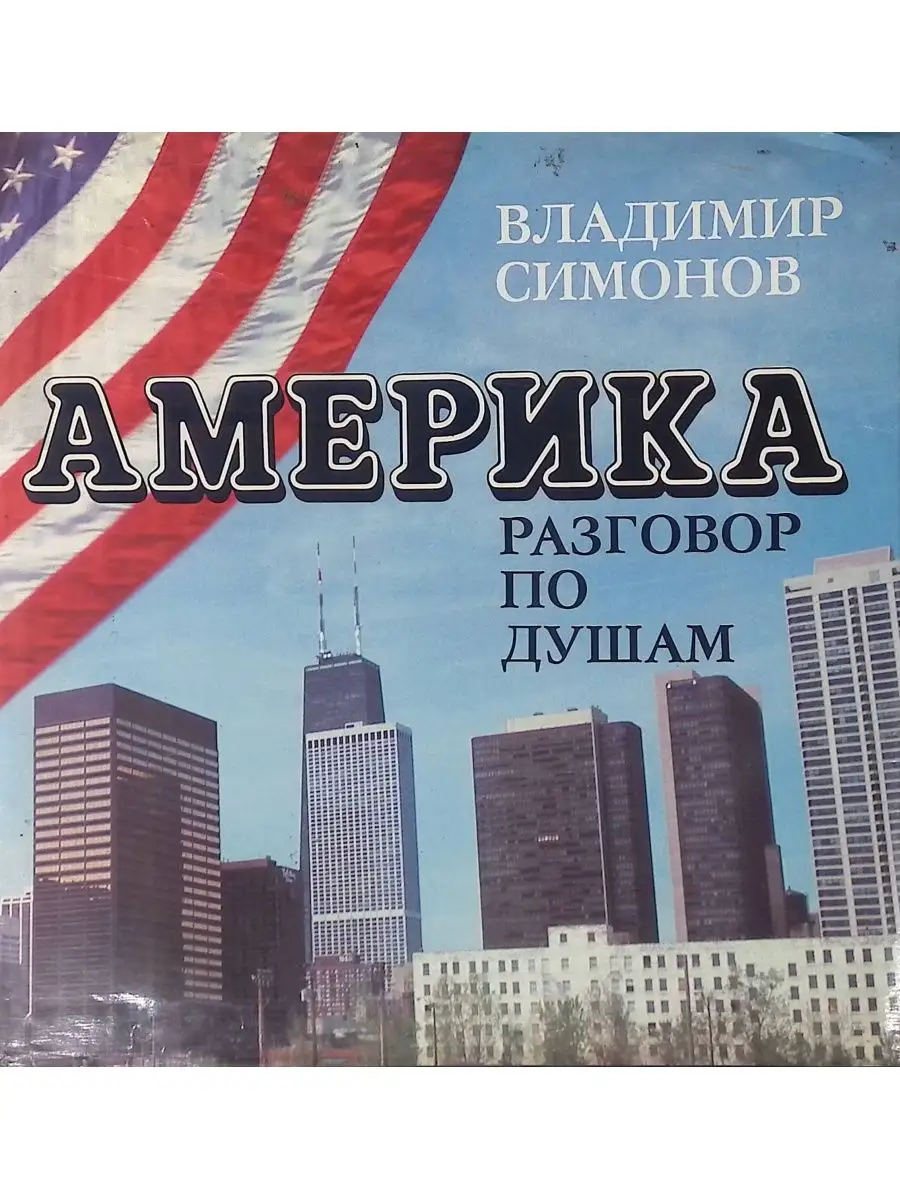 ВЛАДИМИР
СИМОНОВ
АМЕРИКА
РАЗГОВОР
ПО
ДУШАМ